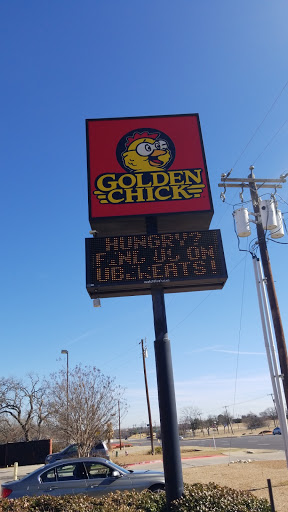 GOLDEN
CHICK
HUNGRY?
FIND US ON
UBEREATS!